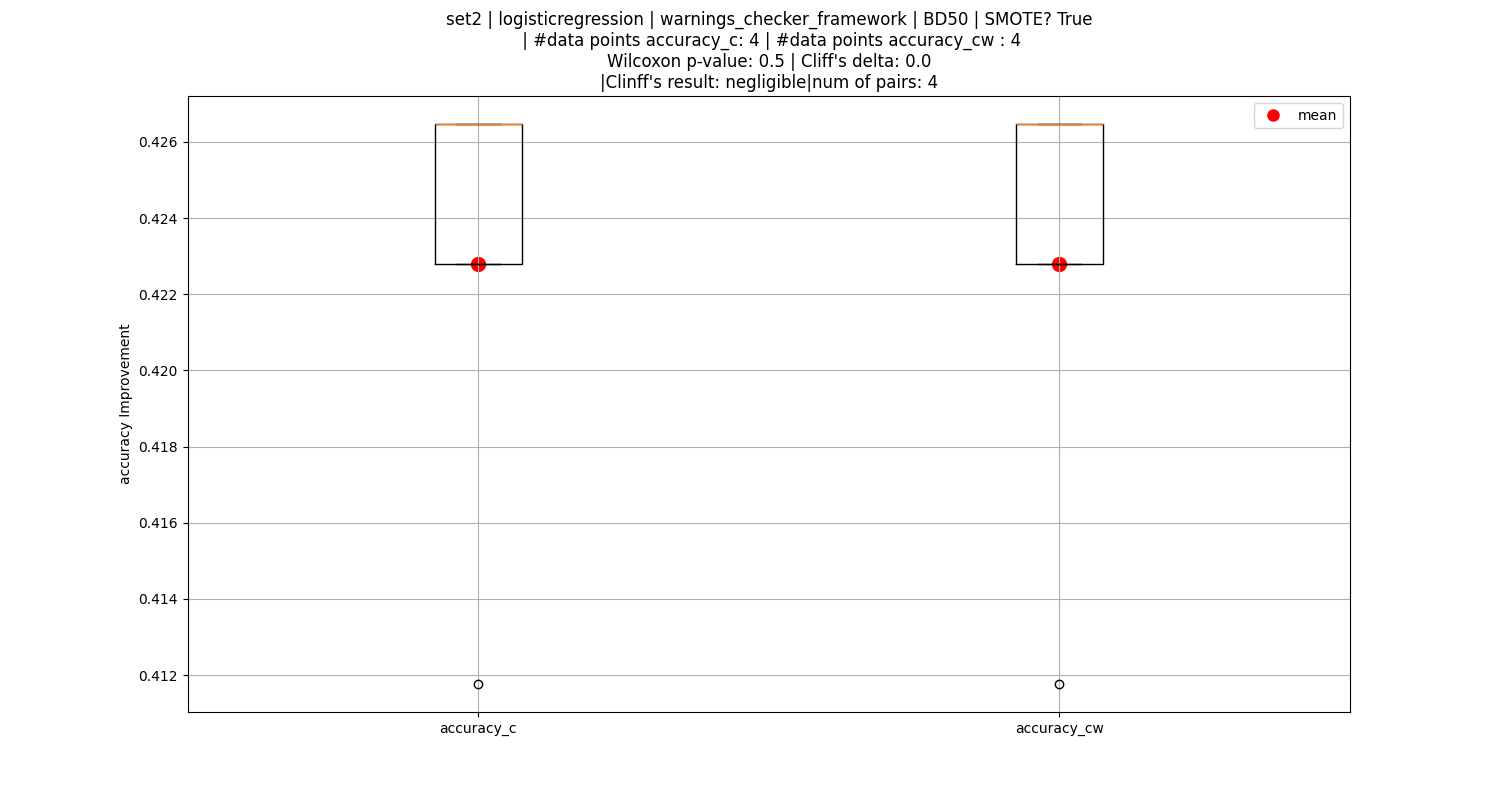 set2 | logisticregression | warnings_checker_framework | BD50 | SMOTE? True
| #data points accuracy_c: 4 | #data points accuracy_cw : 4
Wilcoxon p-value: 0.5 | Cliff's delta: 0.0
|Clinff's result: negligible|num of pairs: 4
mean
0.426
0.424
0.422
0.420
0.418
0.416
0.414
0.412
accuracy Improvement
accuracy_c
accuracy_cw